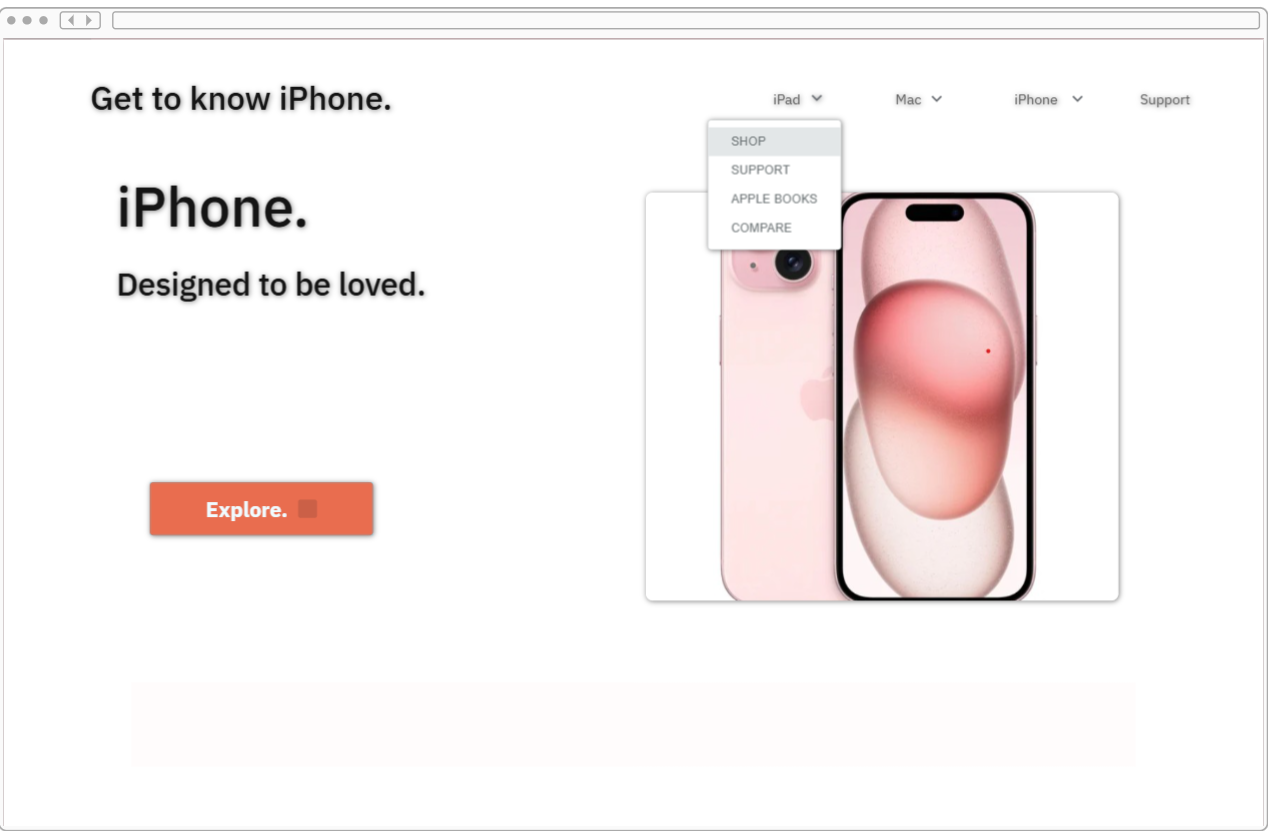 Get to know iPhone.
iPad
Mac
iPhone
Support
SHOP
SUPPORT
APPLE BOOKS
COMPARE
iPhone.
Designed to be loved.
Explore.